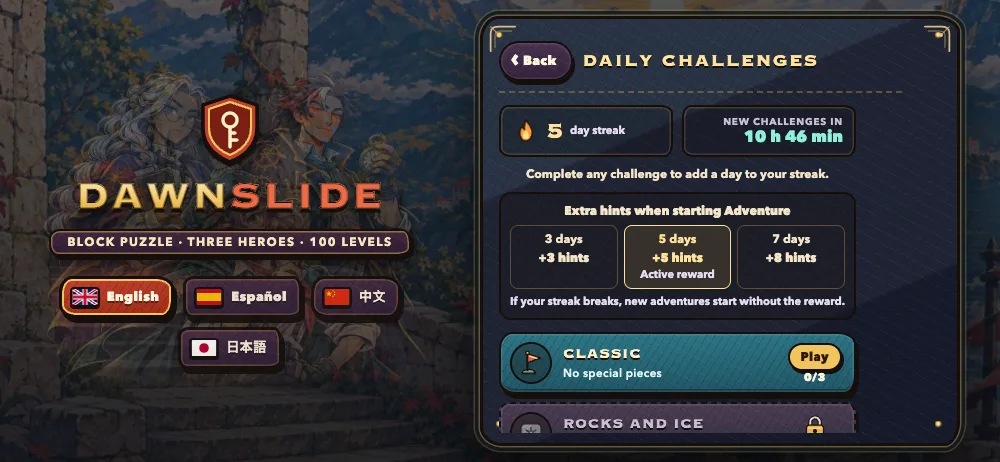 DAWNSLIDE
BLOCK PUZZLE · THREE HEROES · 100 LEVELS
English
Español
中文
日本語
Back
DAILY CHALLENGES
5 day streak
NEW CHALLENGES IN
10 h 46 min
Complete any challenge to add a day to your streak.
Extra hints when starting Adventure
3 days
+3 hints
5 days
+5 hints
Active reward
7 days
+8 hints
If your streak breaks, new adventures start without the reward.
CLASSIC
No special pieces
Play
0/3
ROCKS AND ICE